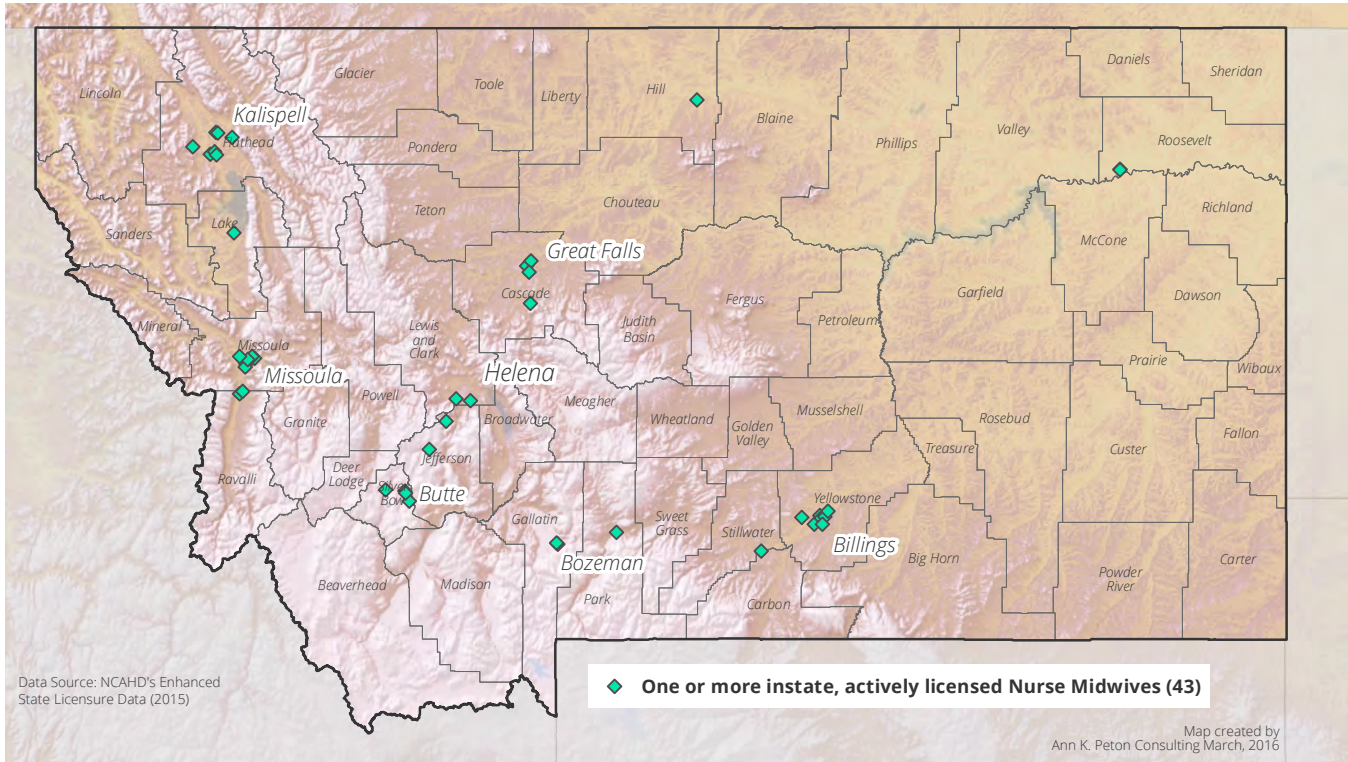 Daniels
Sheridan
Glacier
Toole
Liberty
Hill
Lincoln
Blaine
Kalispell
Flathead
Valley
Roosevelt
Phillips
Pondera
Teton
Chouteau
Richland
Lake
Sanders
McCone
Great Falls
Cascade
Garfield
Dawson
Fergus
Petroleum
Judith
Basin
Mineral
Lewis
and
Clark
Missoula
Missoula
Helena
Prairie
Wibaux
Powell
Meagher
Granite
Broadwater
Wheatland
Golden
Valley
Musselshell
Rosebud
Treasure
Custer
Fallon
Jefferson
Ravalli
Deer
Lodge
Silver
Bow
Butte
Yellowstone
Gallatin
Sweet
Grass
Stillwater
Billings
Bozeman
Big Horn
Carter
Beaverhead
Madison
Park
Carbon
Powder
River
Data Source: NCAHD's Enhanced
State Licensure Data (2015)
One or more instate, actively licensed Nurse Midwives (43)
Map created by
Ann K. Peton Consulting March, 2016